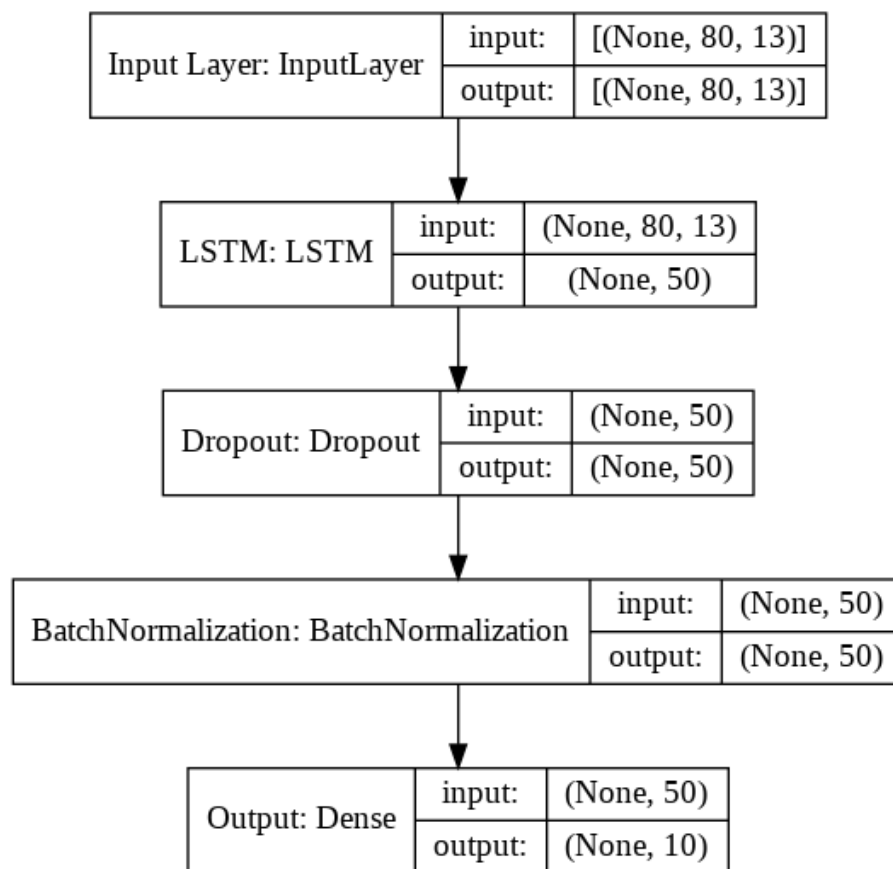 Input Layer: InputLayer
input: [(None, 80, 13)]
output: [(None, 80, 13)]
LSTM: LSTM
input: (None, 80, 13)
output: (None, 50)
Dropout: Dropout
input: (None, 50)
output: (None, 50)
BatchNormalization: BatchNormalization
input: (None, 50)
output: (None, 50)
Output: Dense
input: (None, 50)
output: (None, 10)